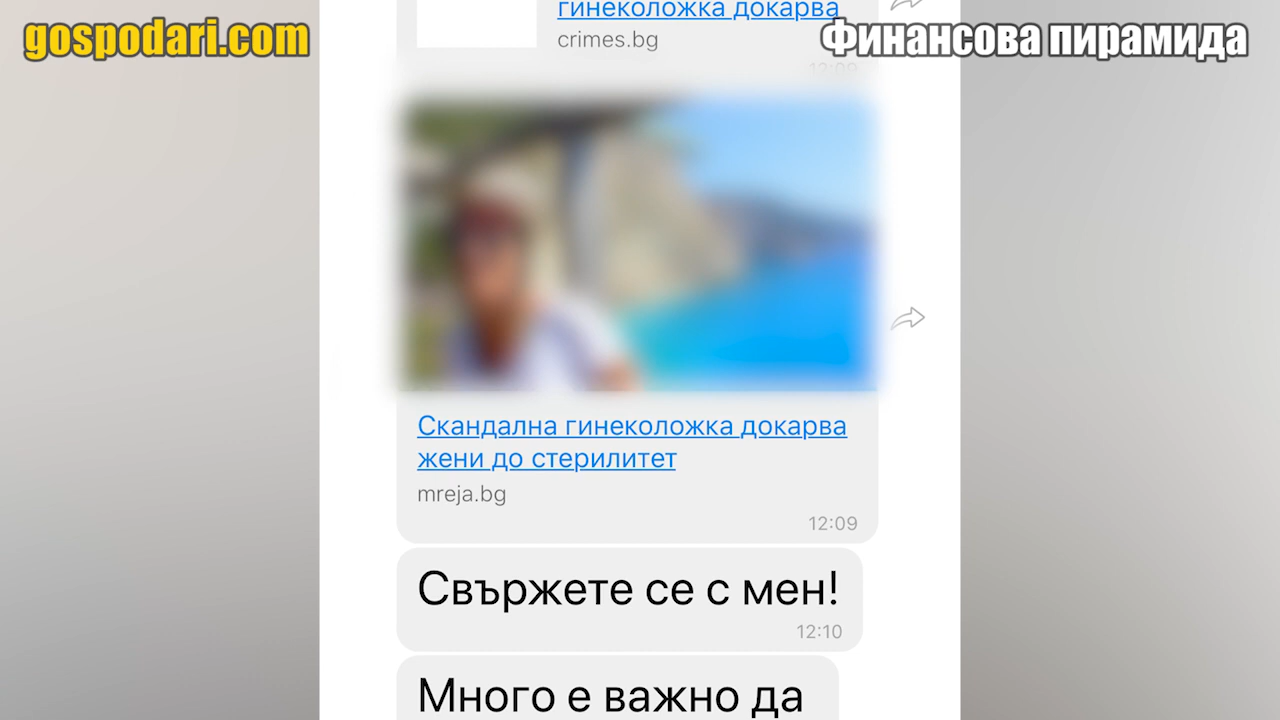 gospodari.com
Финансова пирамида
гинеколожка докарва
crimes.bg
12:09
Скандална гинеколожка докарва
жени до стерилитет
mreja.bg
12:09
Свържете се с мен!
12:10
Много е важно да